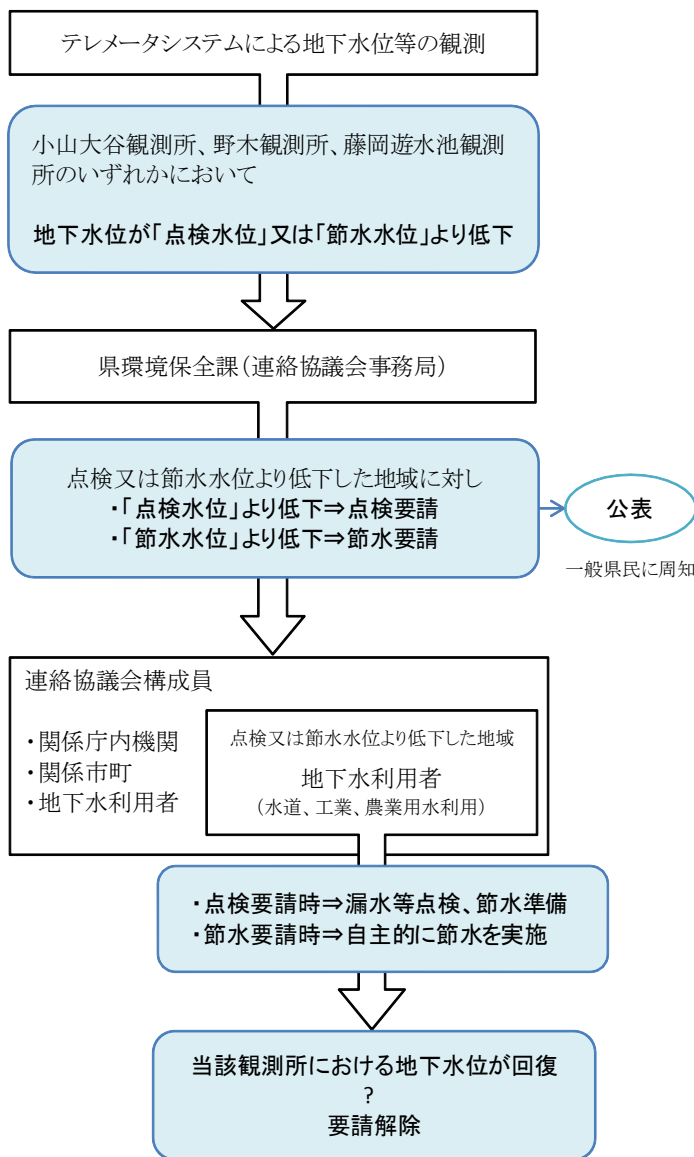 テレメータシステムによる地下水位等の観測
小山大谷観測所、野木観測所、藤岡遊水池観測
所のいずれかにおいて
地下水位が「点検水位」又は「節水水位」より低下
県環境保全課(連絡協議会事務局)
点検又は節水水位より低下した地域に対し
・「点検水位」より低下⇒点検要請
・「節水水位」より低下⇒節水要請
公表
一般県民に周知
連絡協議会構成員
・関係庁内機関
・関係市町
・地下水利用者
点検又は節水水位より低下した地域
地下水利用者
(水道、工業、農業用水利用)
・点検要請時⇒漏水等点検、節水準備
・節水要請時⇒自主的に節水を実施
当該観測所における地下水位が回復
?
要請解除